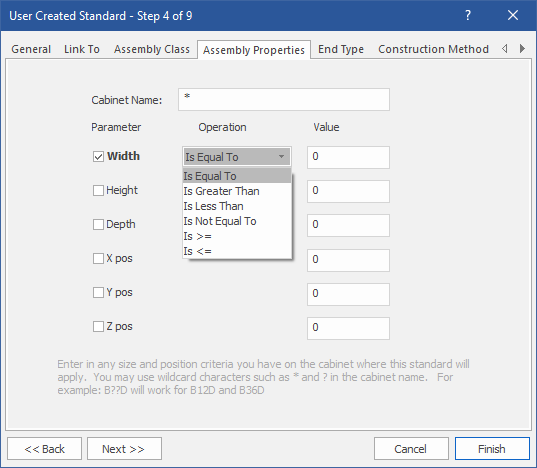 User Created Standard - Step 4 of 9 ?
General Link To Assembly Class Assembly Properties End Type Construction Method
Cabinet Name: *
Parameter Operation Value
Width Is Equal To 0
Is Equal To
Height Is Greater Than 0
Is Less Than
Depth Is Not Equal To 0
Is >=
X pos Is <= 0
Y pos 0
Z pos 0
Enter in any size and position criteria you have on the cabinet where this standard will
apply. You may use wildcard characters such as * and ? in the cabinet name. For
example: B??D will work for B12D and B36D
<< Back Next >> Cancel Finish